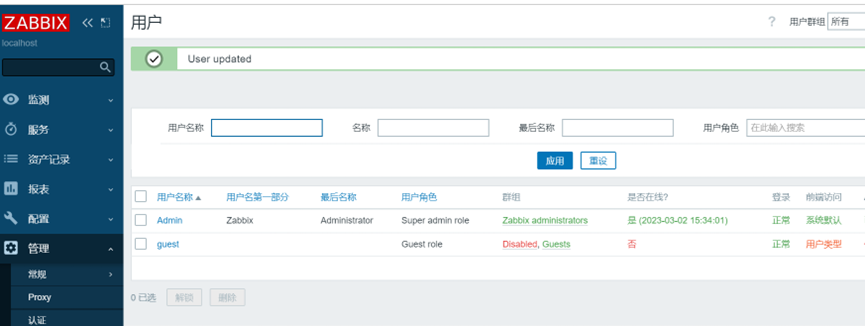 ZABBIX
localhost
监测
服务
资产记录
报表
配置
管理
常规
Proxy
认证
用户
? 用户群组 所有
User updated
用户名称 名称 最后名称 用户角色 在此输入搜索
应用 重设
用户名称 用户名第一部分 最后名称 用户角色 群组 是否在线? 登录 前端访问
Admin Zabbix Administrator Super admin role Zabbix administrators 是 (2023-03-02 15:34:01) 正常 系统默认
guest Guest role Disabled, Guests 否 正常 用户类型
0 已选 解锁 删除